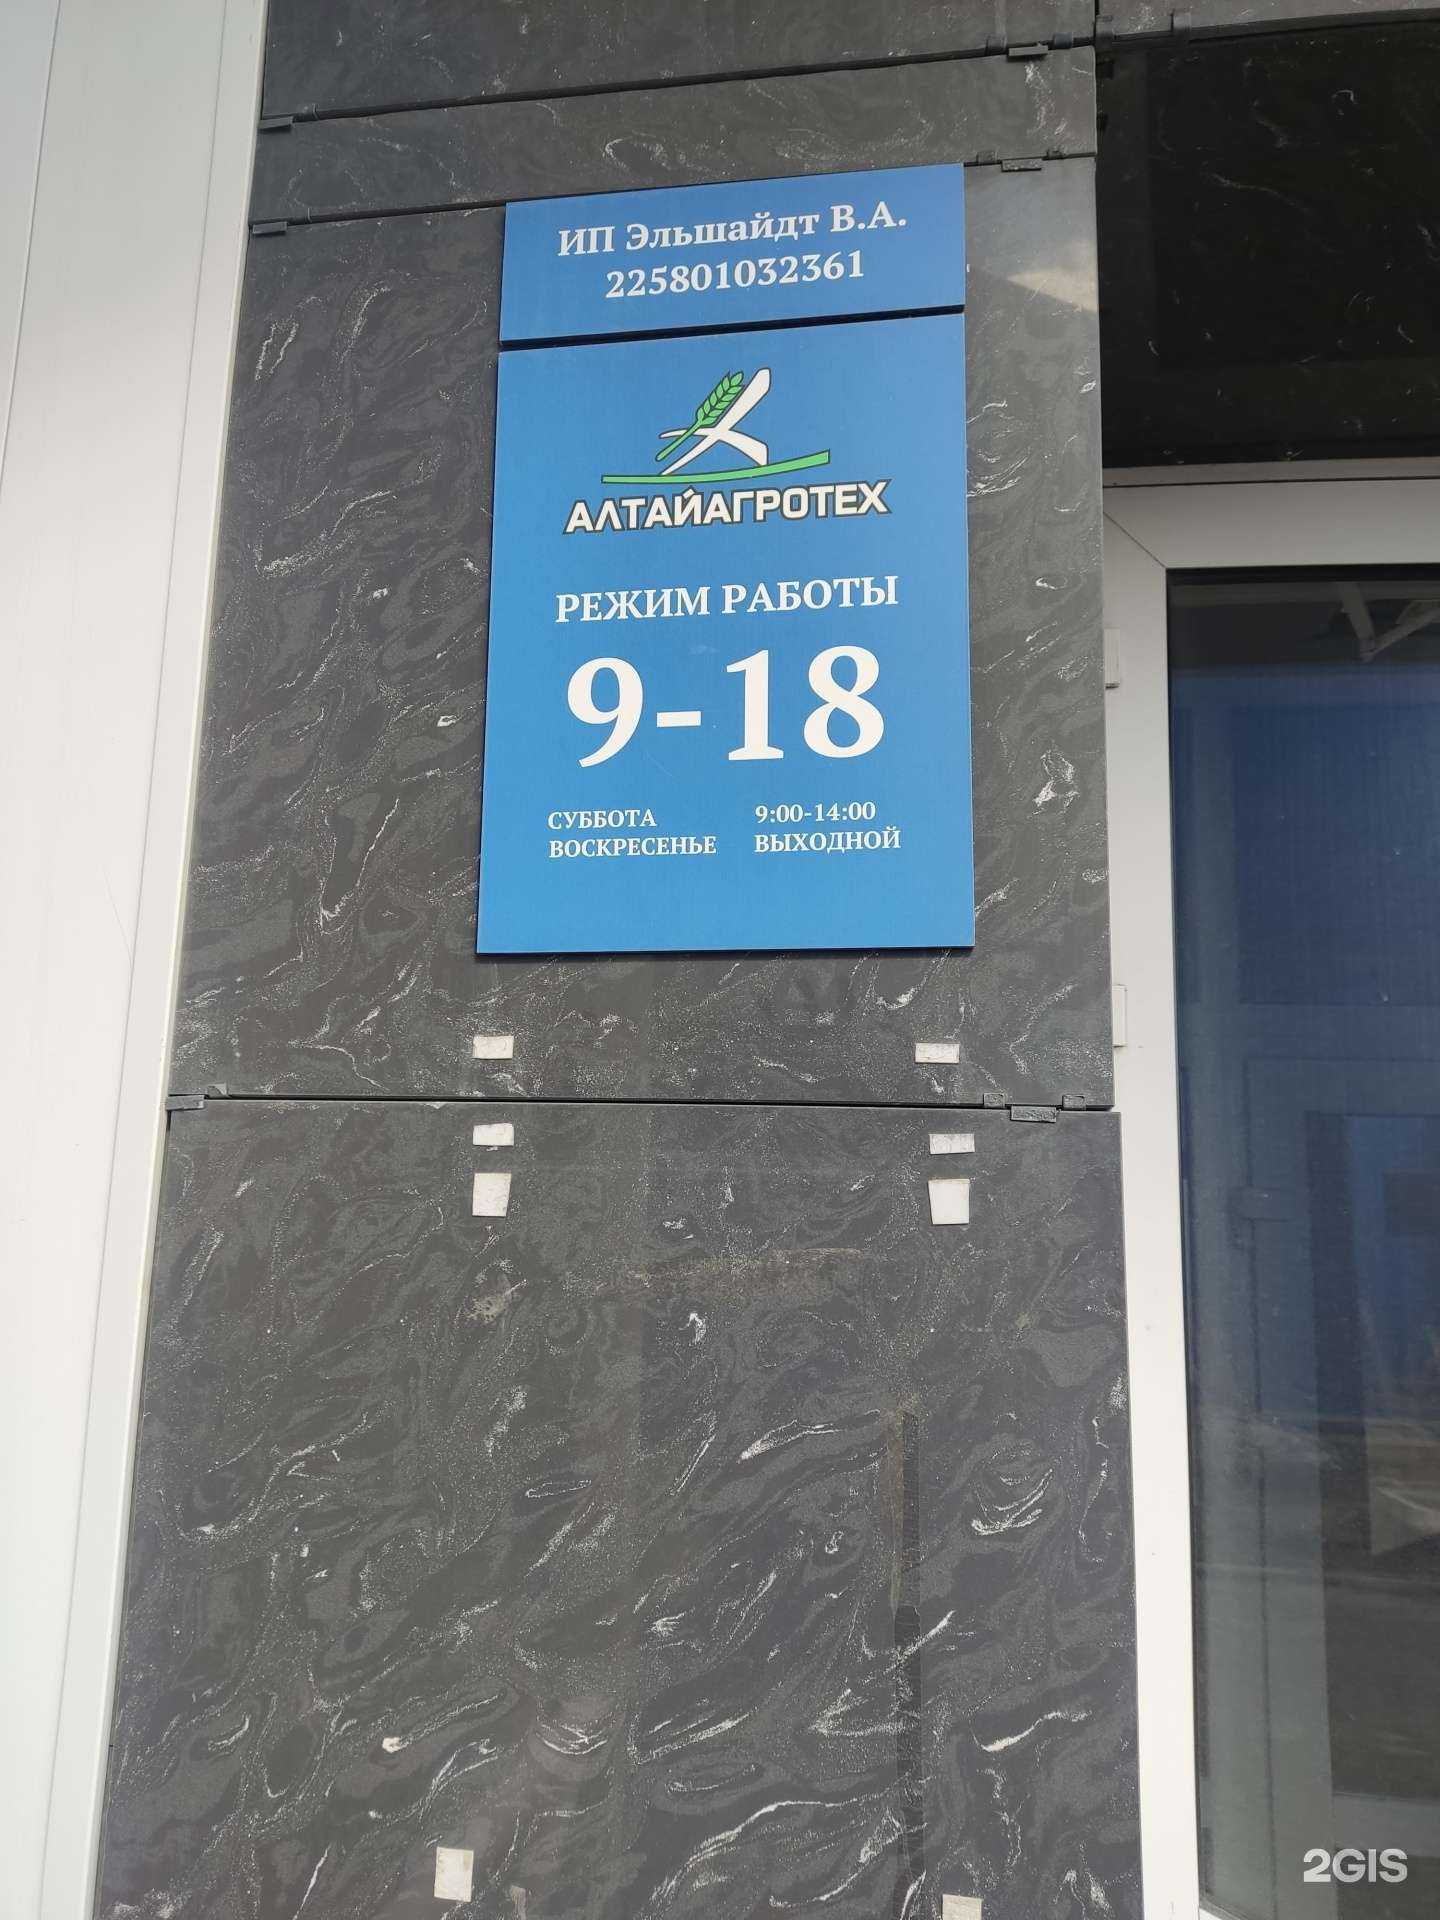 ИП Эльшайдт В.А.
225801032361
АЛТАЙАГРОТЕХ
РЕЖИМ РАБОТЫ
9-18
СУББОТА 9:00-14:00
ВОСКРЕСЕНЬЕ ВЫХОДНОЙ
2GIS